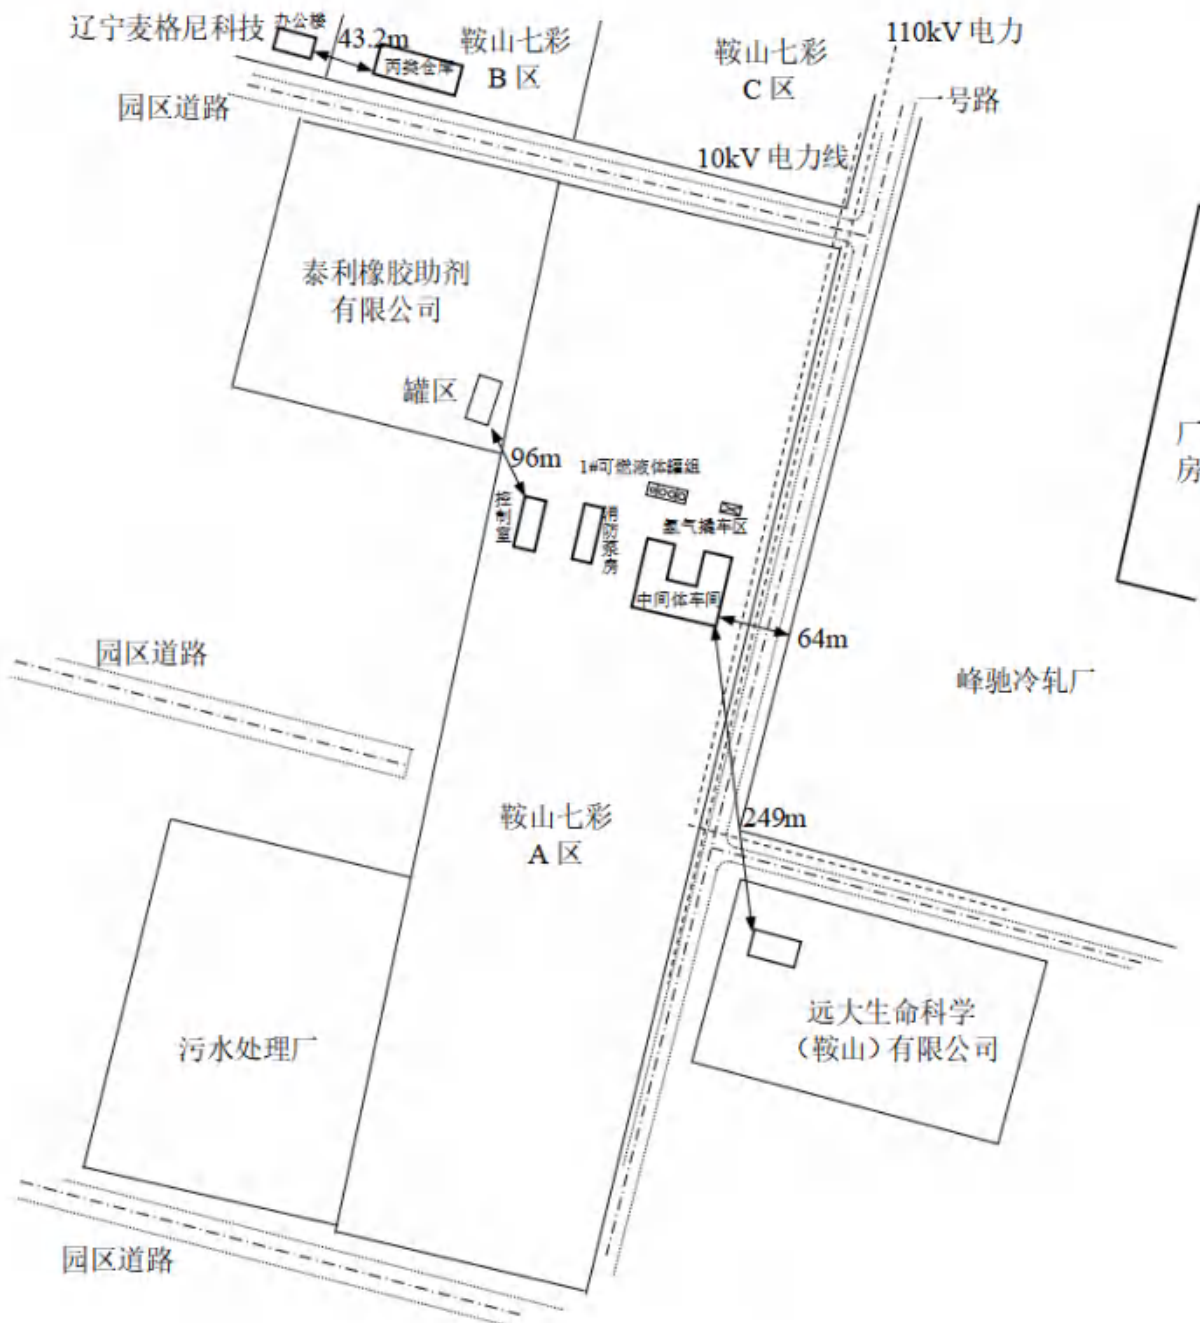 辽宁麦格尼科技
办公楼
43.2m
丙类仓库
鞍山七彩
B 区
鞍山七彩
C 区
110kV 电力
园区道路
一号路
10kV 电力线
泰利橡胶助剂
有限公司
罐区
厂
房
96m
1#可燃液体罐组
控制室
消防泵房
氢气撬车区
中间体车间
64m
园区道路
峰驰冷轧厂
鞍山七彩
A 区
249m
远大生命科学
（鞍山）有限公司
污水处理厂
园区道路